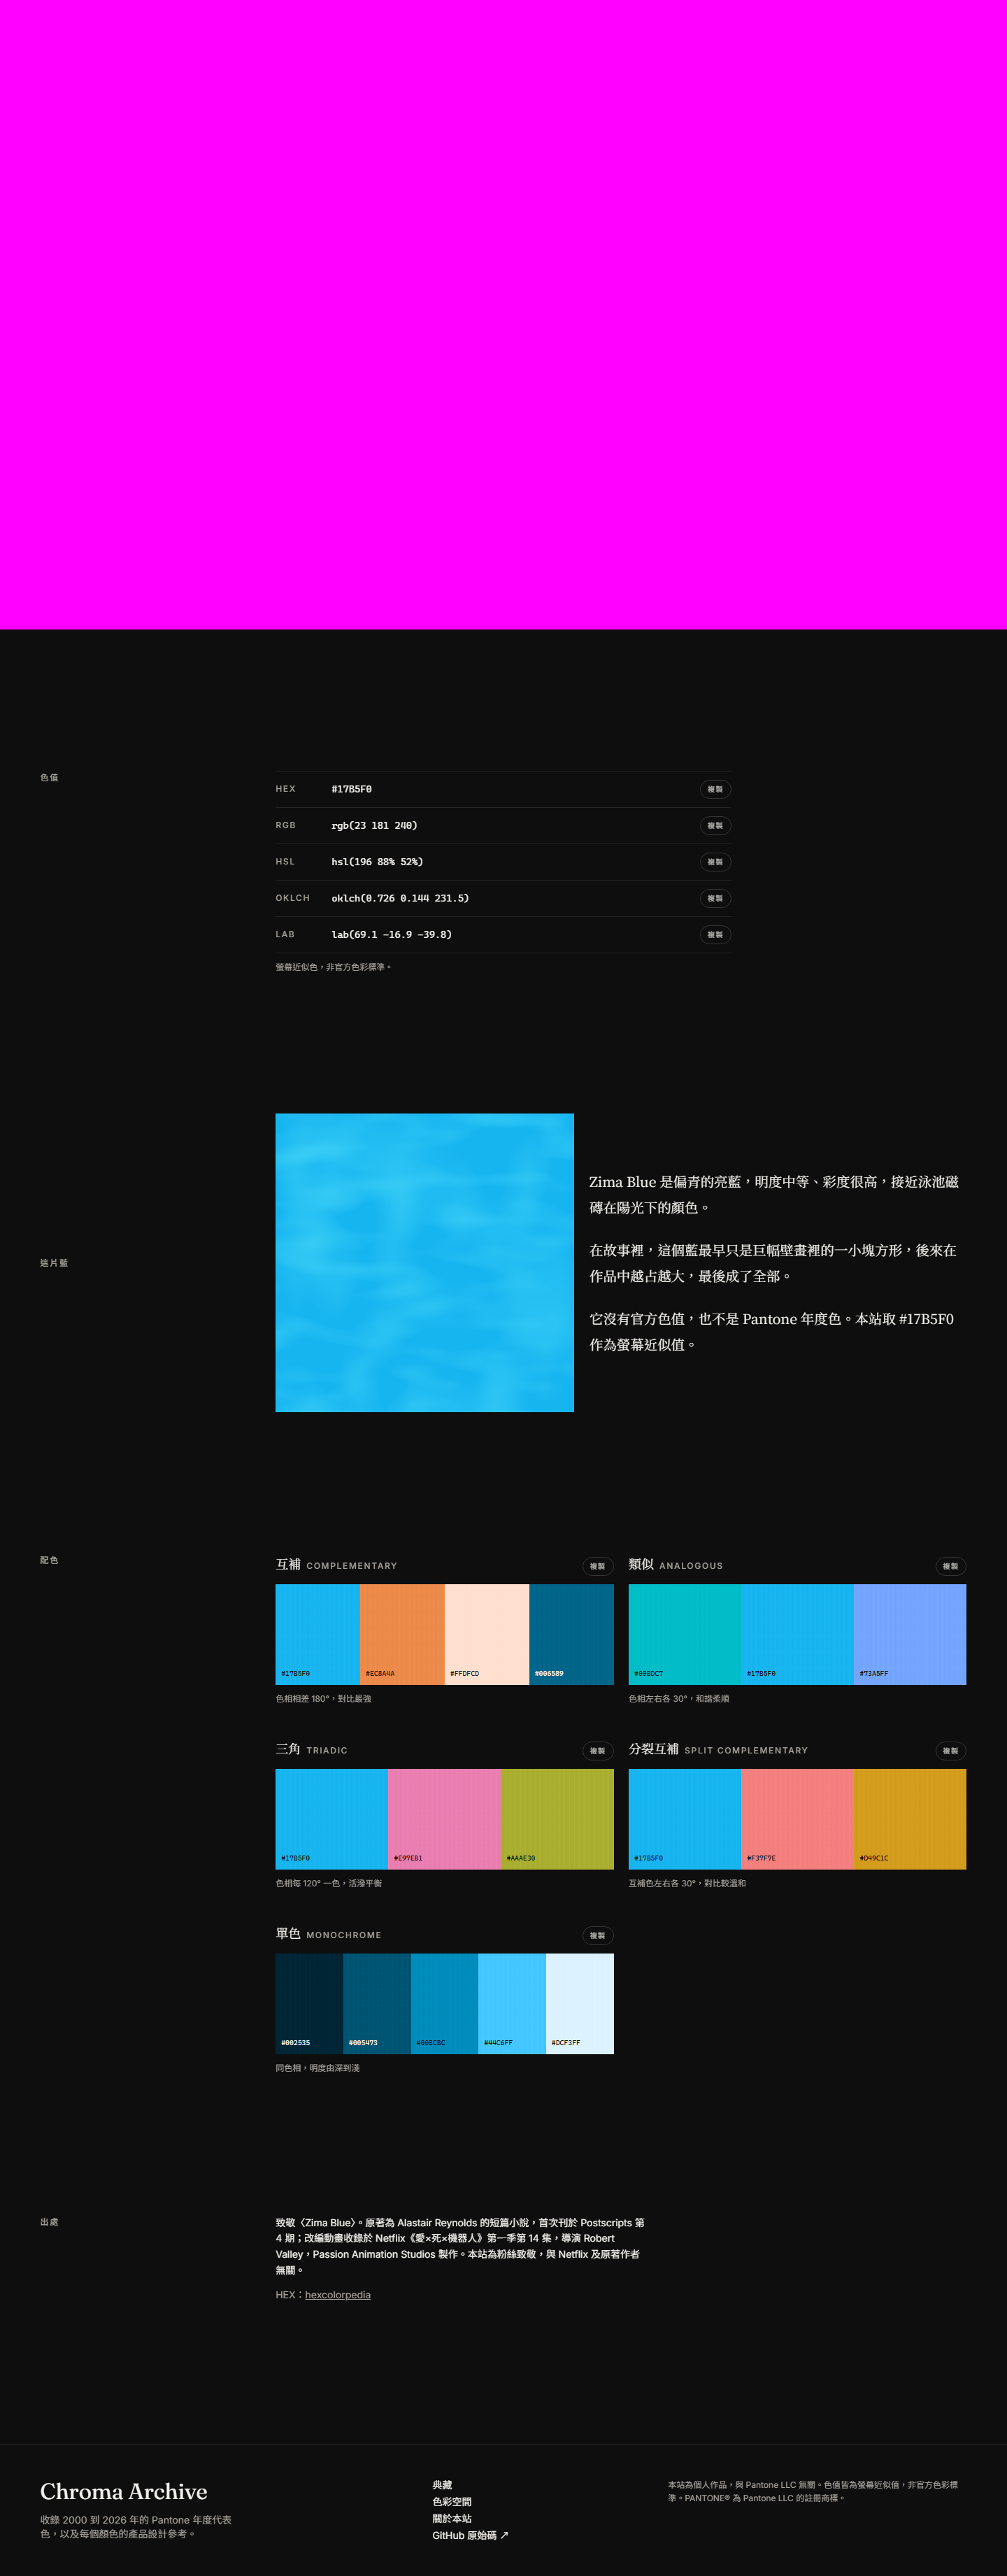 色值
HEX #17B5F0 複製
RGB rgb(23 181 240) 複製
HSL hsl(196 88% 52%) 複製
OKLCH oklch(0.726 0.144 231.5) 複製
LAB lab(69.1 −16.9 −39.8) 複製
螢幕近似色，非官方色彩標準。
這片藍
Zima Blue 是偏青的亮藍，明度中等、彩度很高，接近泳池磁
磚在陽光下的顏色。
在故事裡，這個藍最早只是巨幅壁畫裡的一小塊方形，後來在
作品中越占越大，最後成了全部。
它沒有官方色值，也不是 Pantone 年度色。本站取 #17B5F0
作為螢幕近似值。
配色
互補 COMPLEMENTARY 複製
#17B5F0 #EC8A4A #FFDFCD #006589
色相相差 180°，對比最強
類似 ANALOGOUS 複製
#00BDC7 #17B5F0 #73A5FF
色相左右各 30°，和諧柔順
三角 TRIADIC 複製
#17B5F0 #E97EB1 #AAAE30
色相每 120° 一色，活潑平衡
分裂互補 SPLIT COMPLEMENTARY 複製
#17B5F0 #F37F7E #D49C1C
互補色左右各 30°，對比較溫和
單色 MONOCHROME 複製
#002535 #005473 #008CBC #44C6FF #DCF3FF
同色相，明度由深到淺
出處
致敬〈Zima Blue〉。原著為 Alastair Reynolds 的短篇小說，首次刊於 Postscripts 第
4 期；改編動畫收錄於 Netflix《愛×死×機器人》第一季第 14 集，導演 Robert
Valley，Passion Animation Studios 製作。本站為粉絲致敬，與 Netflix 及原著作者
無關。
HEX：hexcolorpedia
Chroma Archive
收錄 2000 到 2026 年的 Pantone 年度代表
色，以及每個顏色的產品設計參考。
典藏
色彩空間
關於本站
GitHub 原始碼 ↗
本站為個人作品，與 Pantone LLC 無關。色值皆為螢幕近似值，非官方色彩標
準。PANTONE® 為 Pantone LLC 的註冊商標。